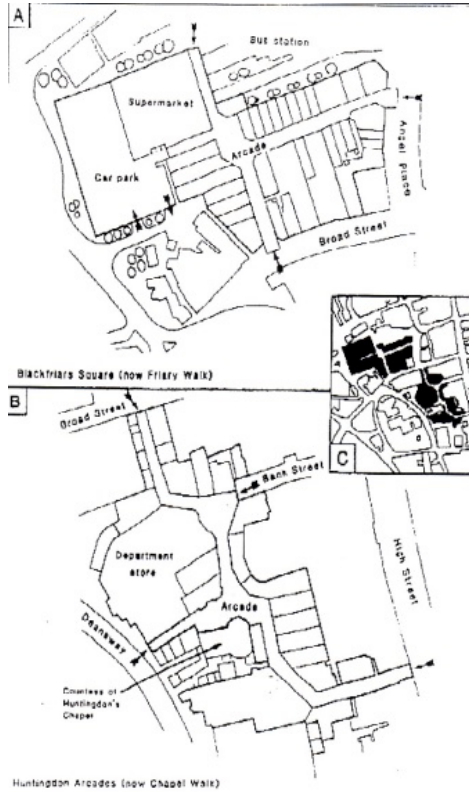 A
Bus station
Supermarket
Arcade
Car park
Angel Place
Broad Street
Blackfriars Square (now Friary Walk)
C
B
Broad Street
Bank Street
High Street
Department
store
Arcade
Deansway
Countess of
Huntingdon's
Chapel
Huntingdon Arcades (now Chapel Walk)